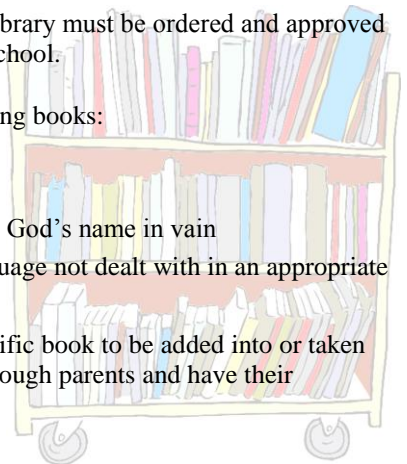 ibrary must be ordered and approved
chool.
ng books:
God’s name in vain
uage not dealt with in an appropriate
ific book to be added into or taken
ough parents and have their